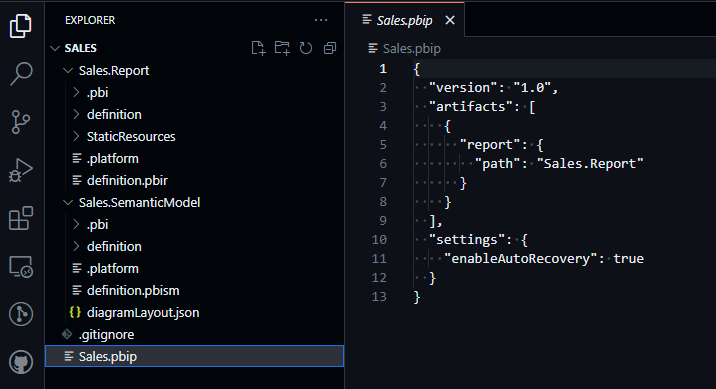 EXPLORER
SALES
Sales.Report
.pbi
definition
StaticResources
.platform
definition.pbir
Sales.SemanticModel
.pbi
definition
.platform
definition.pbism
{} diagramLayout.json
.gitignore
Sales.pbip
Sales.pbip
Sales.pbip
1 {
2 "version": "1.0",
3 "artifacts": [
4 {
5 "report": {
6 "path": "Sales.Report"
7 }
8 }
9 ],
10 "settings": {
11 "enableAutoRecovery": true
12 }
13 }